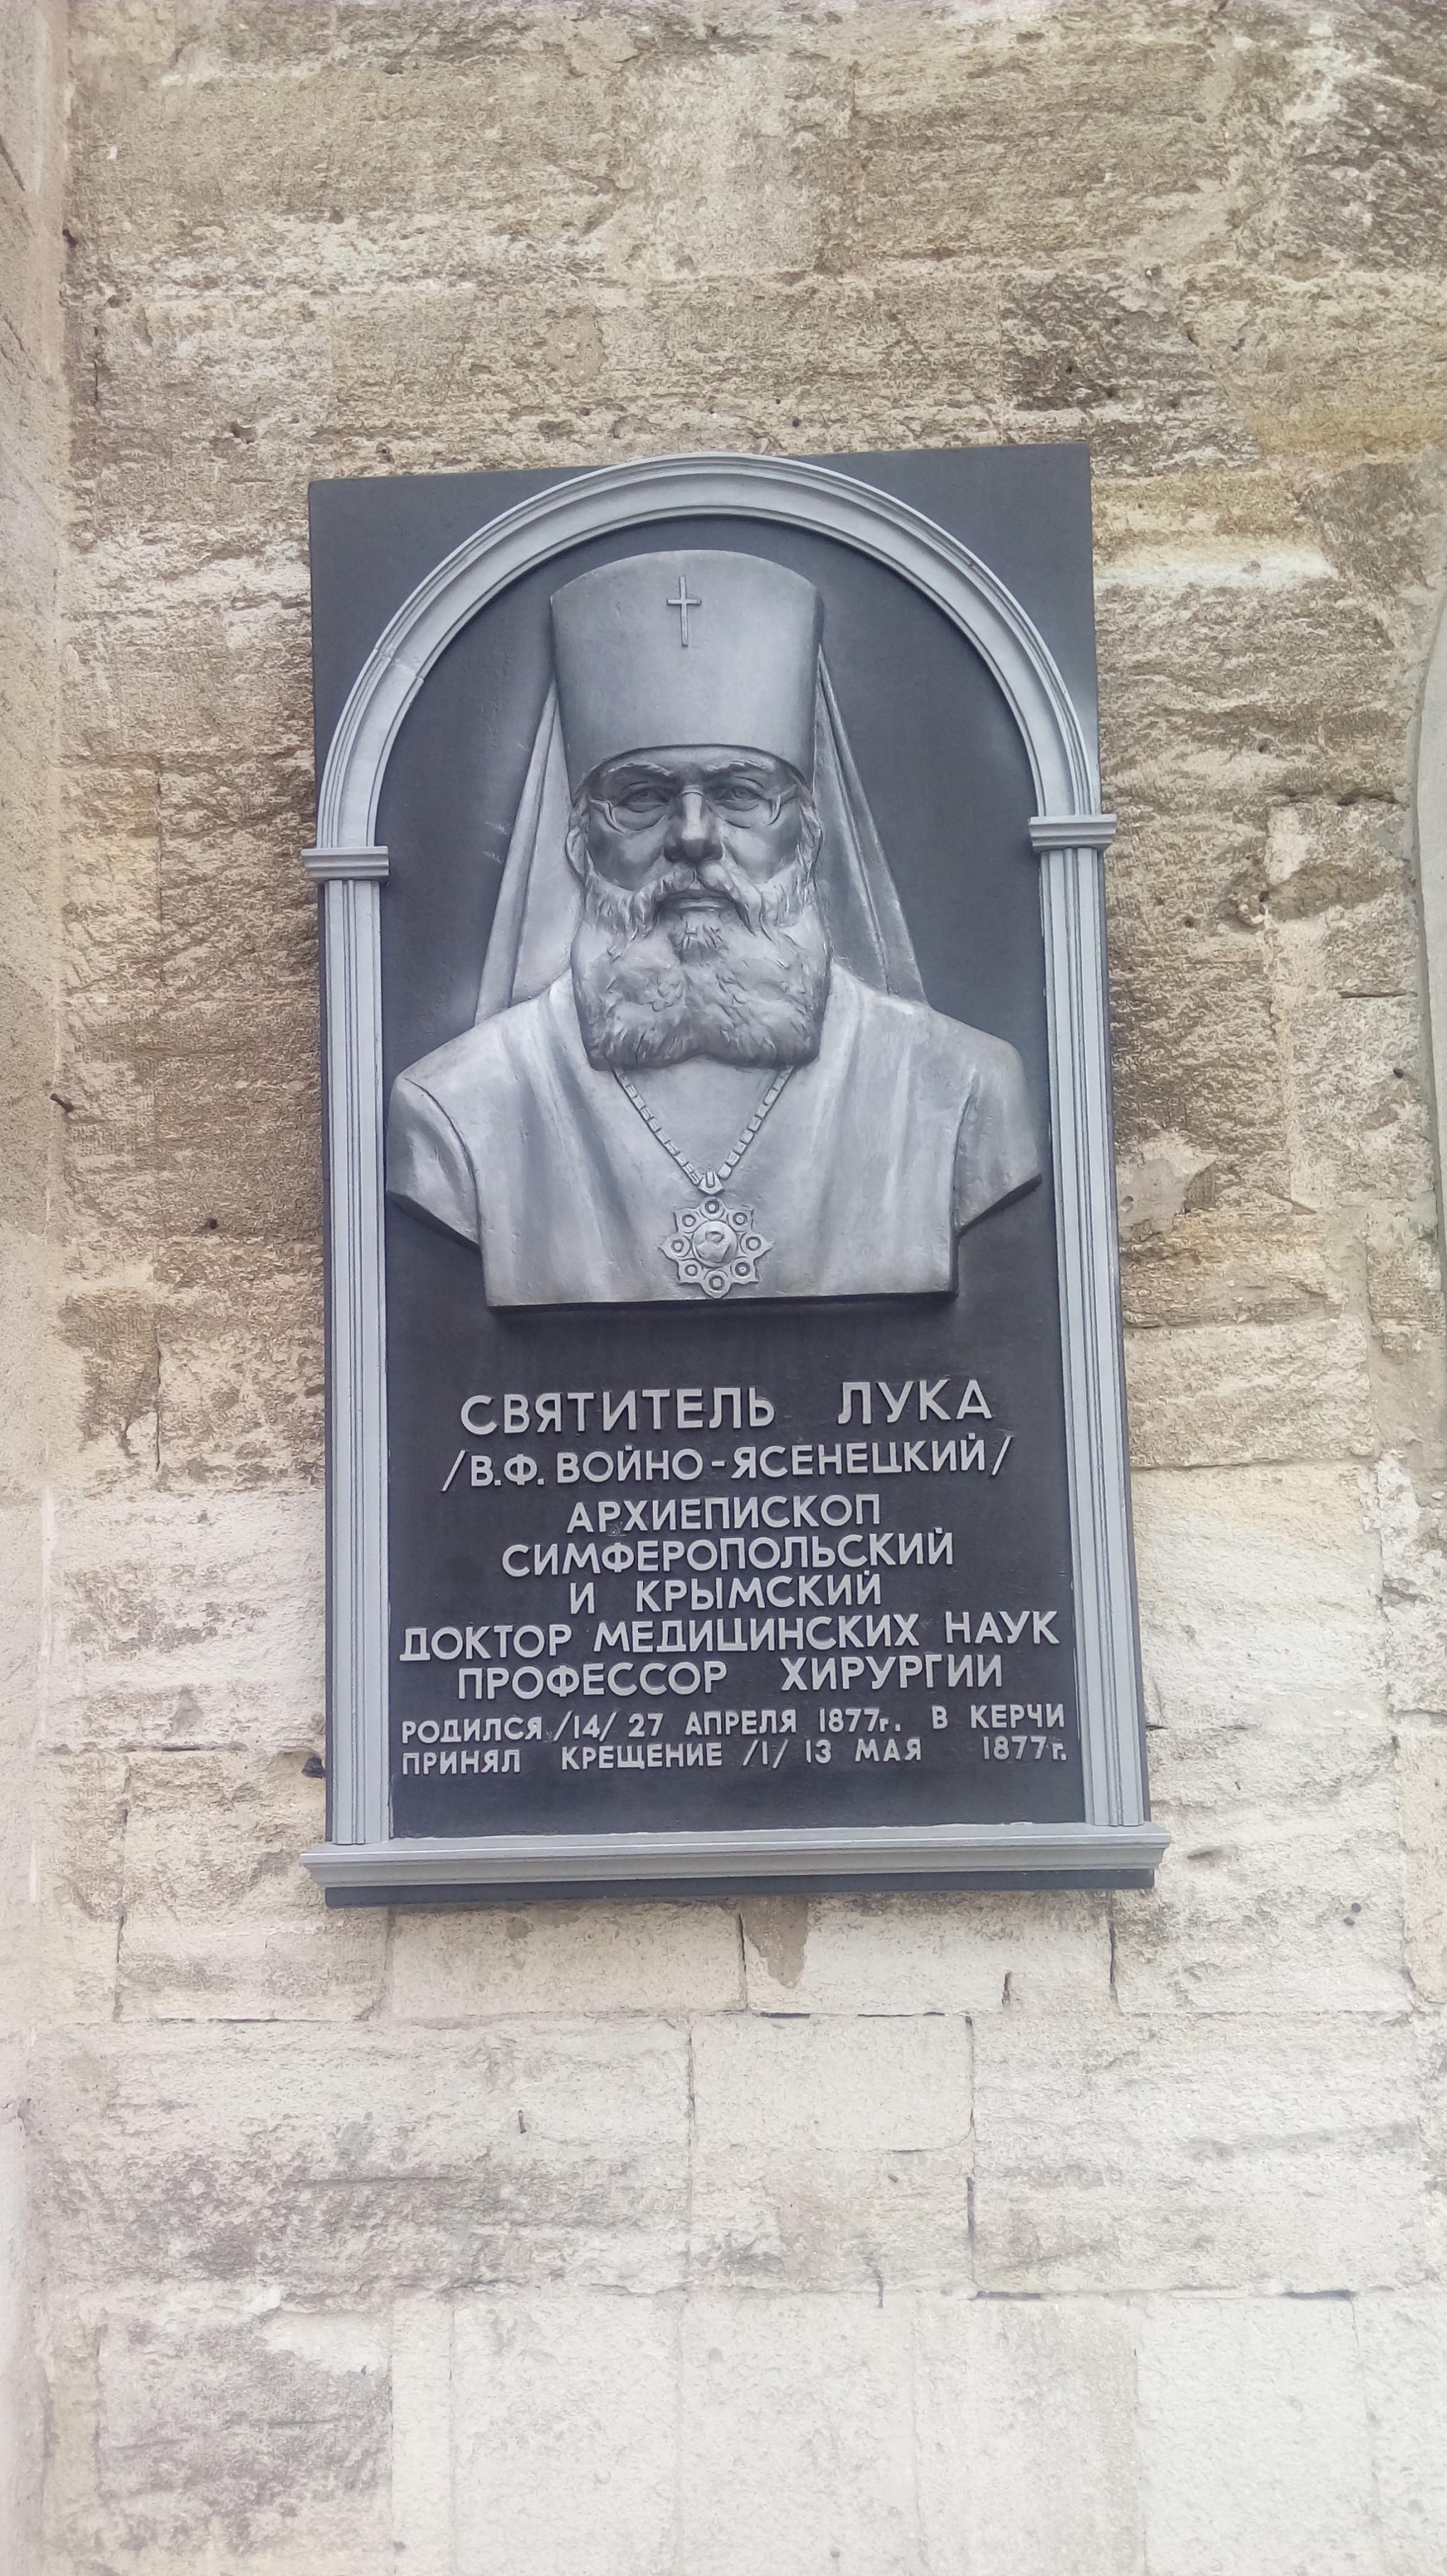 СВЯТИТЕЛЬ ЛУКА
/В.Ф. ВОЙНО-ЯСЕНЕЦКИЙ/
АРХИЕПИСКОП
СИМФЕРОПОЛЬСКИЙ
И КРЫМСКИЙ
ДОКТОР МЕДИЦИНСКИХ НАУК
ПРОФЕССОР ХИРУРГИИ
РОДИЛСЯ /14/ 27 АПРЕЛЯ 1877г. В КЕРЧИ
ПРИНЯЛ КРЕЩЕНИЕ /1/ 13 МАЯ 1877г.